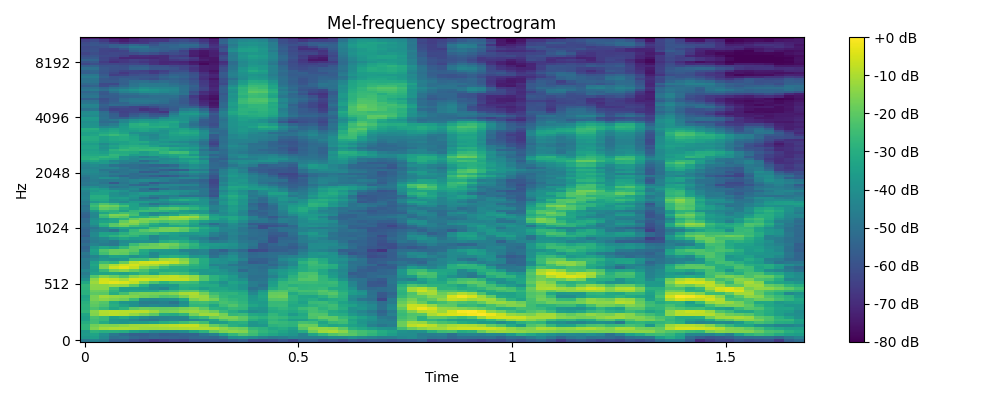 Mel-frequency spectrogram
Hz
8192
4096
2048
1024
512
0
0
0.5
1
1.5
Time
+0 dB
-10 dB
-20 dB
-30 dB
-40 dB
-50 dB
-60 dB
-70 dB
-80 dB